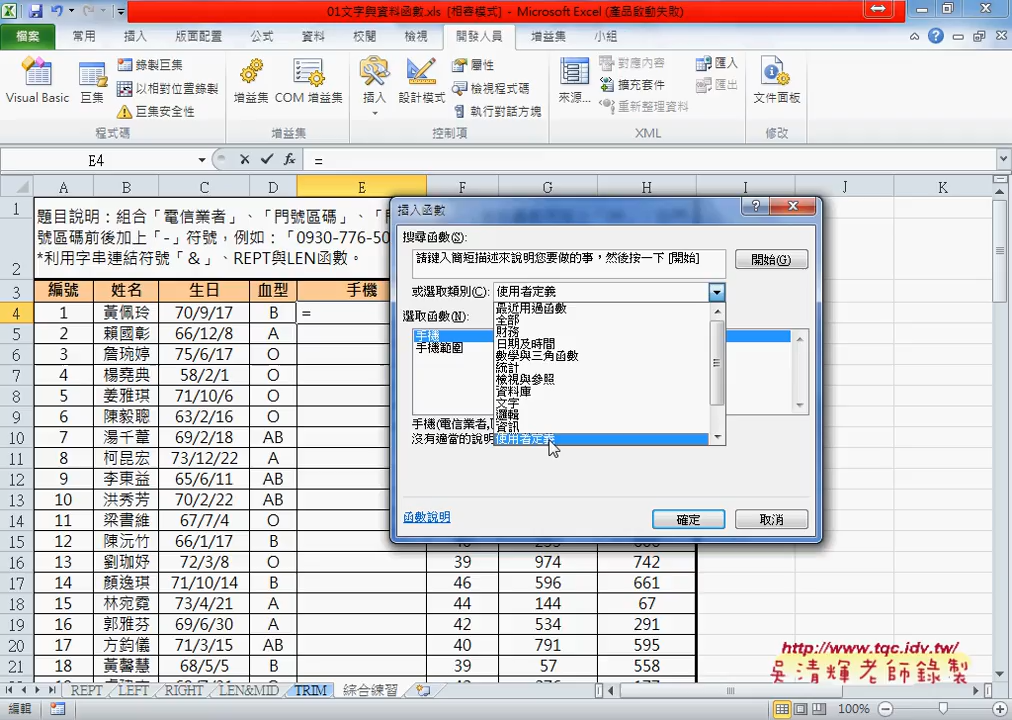 01文字與資料函數.xls [相容模式] - Microsoft Excel (產品啟動失敗)
檔案 常用 插入 版面配置 公式 資料 校閱 檢視 開發人員 增益集 小組
Visual Basic 巨集 錄製巨集 以相對位置錄製 巨集安全性 增益集 COM 增益集 插入 設計模式 屬性 檢視程式碼 執行對話方塊 來源... 對應內容 擴充套件 重新整理資料 匯入 匯出 文件面板
程式碼 增益集 控制項 XML 修改
E4 fx =
A B C D E F G H I J K
1 題目說明：組合「電信業者」、「門號區碼」、「
2 號區碼前後加上「-」符號，例如：「0930-776-50
*利用字串連結符號「&」、REPT與LEN函數。
3 編號 姓名 生日 血型 手機
4 1 黃佩玲 70/9/17 B =
5 2 賴國彰 66/12/8 A
6 3 詹琬婷 75/6/17 O
7 4 楊堯典 58/2/1 O
8 5 姜雅琪 71/10/6 O
9 6 陳毅聰 63/2/16 O
10 7 湯千葦 69/2/18 AB
11 8 柯昆宏 73/12/22 A
12 9 李東益 65/6/11 AB
13 10 洪秀芳 70/2/22 AB
14 11 梁書維 67/7/4 O
15 12 陳沅竹 66/1/17 B
16 13 劉珈妤 72/3/8 O 39 974 742
17 14 顏逸琪 71/10/14 B 46 596 661
18 15 林宛霓 73/4/21 A 44 144 67
19 16 郭雅芬 69/6/30 A 42 534 291
20 17 方鈞儀 71/3/15 AB 40 791 595
21 18 黃馨慧 68/5/5 B 39 57 558
插入函數
搜尋函數(S):
請鍵入簡短描述來說明您要做的事，然後按一下 [開始] 開始(G)
或選取類別(C): 使用者定義
最近用過函數
全部
財務
日期及時間
數學與三角函數
統計
檢視與參照
資料庫
文字
邏輯
資訊
使用者定義
選取函數(N):
手機
手機範圍
手機(電信業者,
沒有適當的說明
函數說明 確定 取消
http://www.tqc.idv.tw/
吳清輝老師錄製
REPT LEFT RIGHT LEN&MID TRIM 綜合練習
編輯 100%